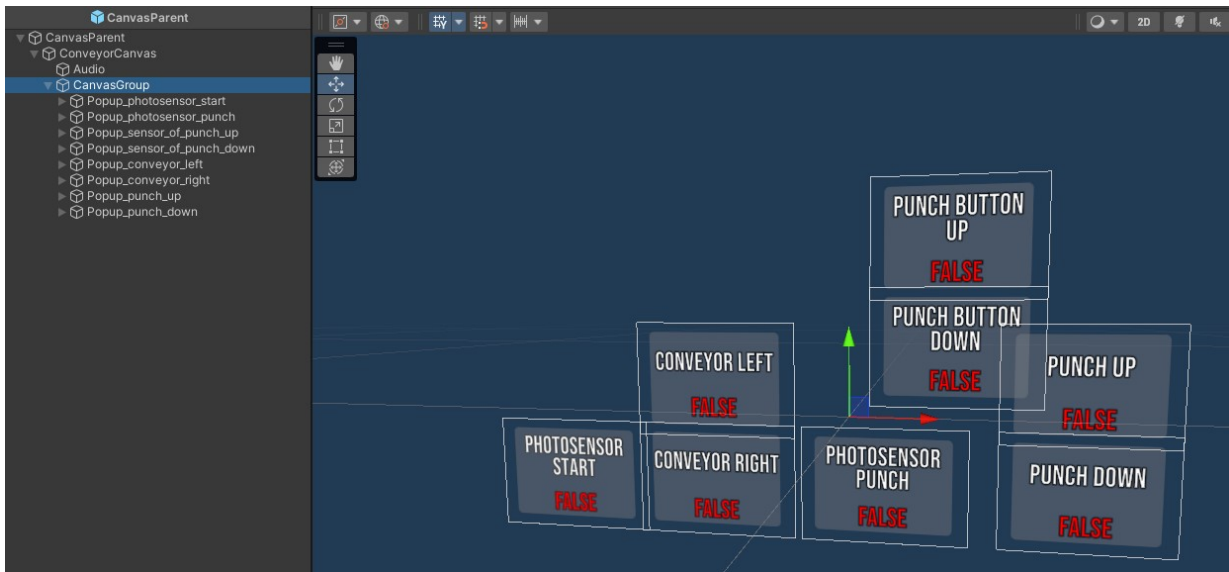 CanvasParent
CanvasParent
ConveyorCanvas
Audio
CanvasGroup
Popup_photosensor_start
Popup_photosensor_punch
Popup_sensor_of_punch_up
Popup_sensor_of_punch_down
Popup_conveyor_left
Popup_conveyor_right
Popup_punch_up
Popup_punch_down
2D
PUNCH BUTTON
UP
FALSE
PUNCH BUTTON
DOWN
FALSE
CONVEYOR LEFT
FALSE
PUNCH UP
FALSE
PHOTOSENSOR
START
FALSE
CONVEYOR RIGHT
FALSE
PHOTOSENSOR
PUNCH
FALSE
PUNCH DOWN
FALSE